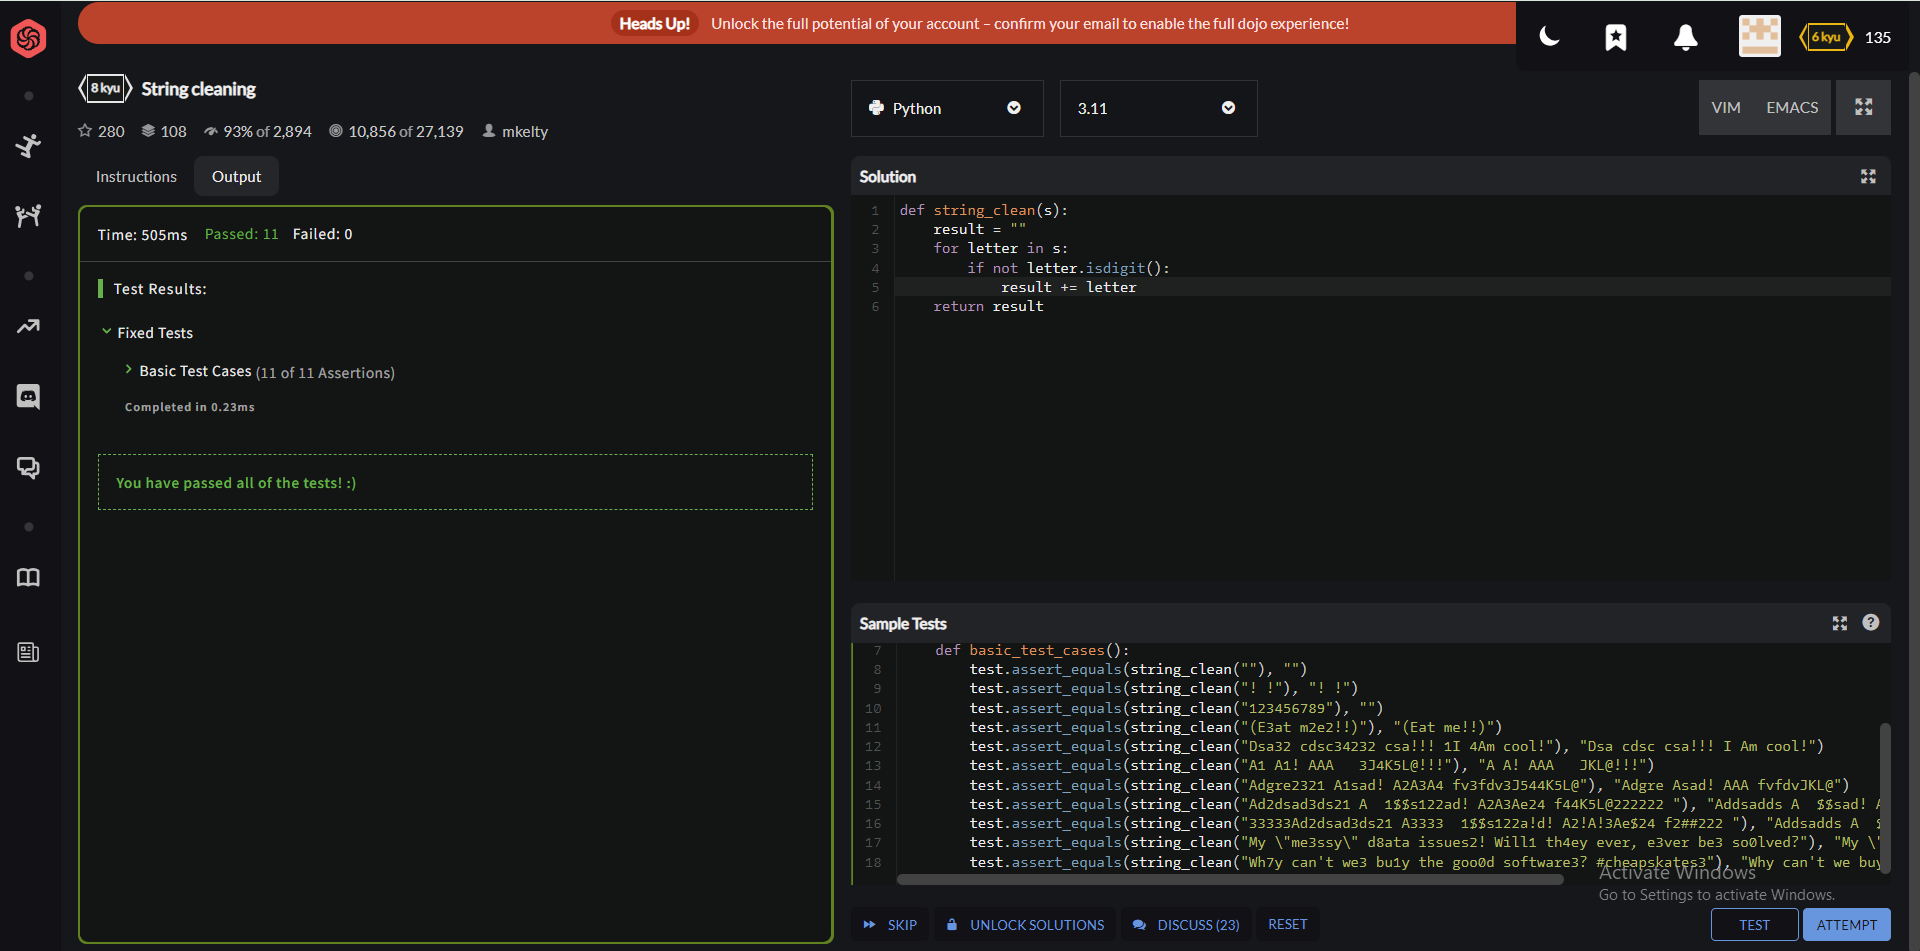 Heads Up! Unlock the full potential of your account – confirm your email to enable the full dojo experience!
6 kyu 135
8 kyu String cleaning
280 108 93% of 2,894 10,856 of 27,139 mkelty
Instructions Output
Time: 505ms Passed: 11 Failed: 0
Test Results:
Fixed Tests
Basic Test Cases (11 of 11 Assertions)
Completed in 0.23ms
You have passed all of the tests! :)
Python 3.11 VIM EMACS
Solution
1 def string_clean(s):
2     result = ""
3     for letter in s:
4         if not letter.isdigit():
5             result += letter
6     return result
Sample Tests
7     def basic_test_cases():
8         test.assert_equals(string_clean(""), "")
9         test.assert_equals(string_clean("! !"), "! !")
10         test.assert_equals(string_clean("123456789"), "")
11         test.assert_equals(string_clean("(E3at m2e2!!)"), "(Eat me!!)")
12         test.assert_equals(string_clean("Dsa32 cdsc34232 csa!!! 1I 4Am cool!"), "Dsa cdsc csa!!! I Am cool!")
13         test.assert_equals(string_clean("A1 A1! AAA   3J4K5L@!!!"), "A A! AAA   JKL@!!!")
14         test.assert_equals(string_clean("Adgre2321 A1sad! A2A3A4 fv3fdv3J544K5L@"), "Adgre Asad! AAA fvfdvJKL@")
15         test.assert_equals(string_clean("Ad2dsad3ds21 A  1$$s122ad! A2A3Ae24 f44K5L@222222 "), "Addsadds A  $$sad! A
16         test.assert_equals(string_clean("33333Ad2dsad3ds21 A3333  1$$s122a!d! A2!A!3Ae$24 f2##222 "), "Addsadds A  $
17         test.assert_equals(string_clean("My \"me3ssy\" d8ata issues2! Will1 th4ey ever, e3ver be3 so0lved?"), "My \"
18         test.assert_equals(string_clean("Wh7y can't we3 bu1y the goo0d software3? #cheapskates3"), "Why can't we buy
Activate Windows
Go to Settings to activate Windows.
SKIP UNLOCK SOLUTIONS DISCUSS (23) RESET TEST ATTEMPT